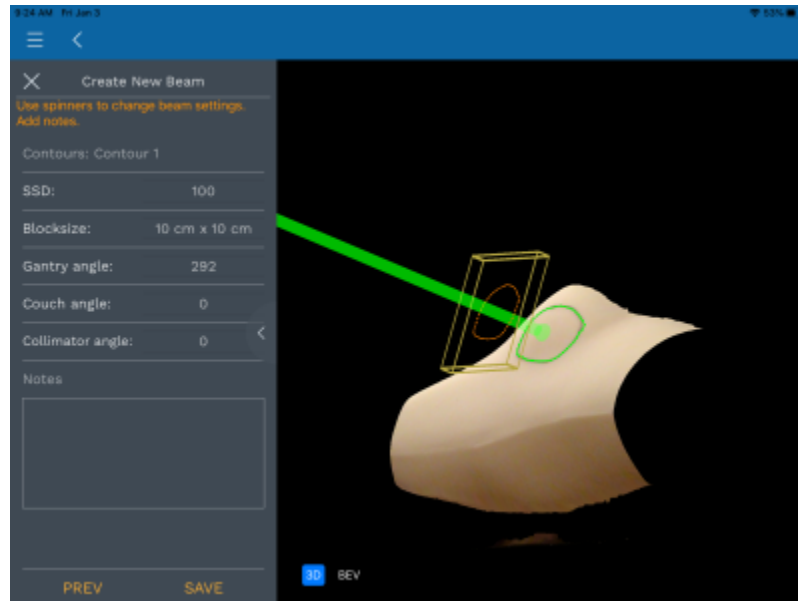 9:24 AM Fri Jan 3
53%
Create New Beam
Use spinners to change beam settings.
Add notes.
Contours: Contour 1
SSD: 100
Blocksize: 10 cm x 10 cm
Gantry angle: 292
Couch angle: 0
Collimator angle: 0
Notes
PREV SAVE
3D BEV